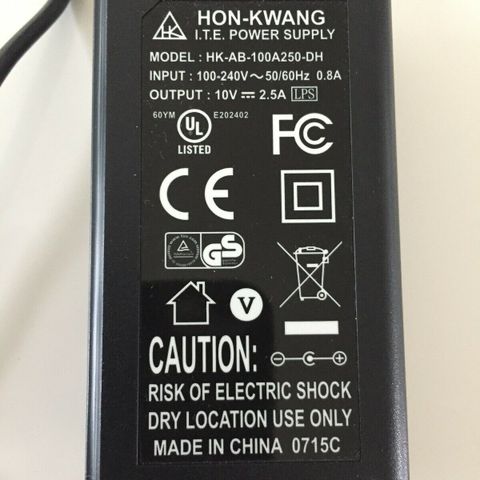 HK
HON-KWANG
I.T.E. POWER SUPPLY
MODEL : HK-AB-100A250-DH
INPUT : 100-240V ~ 50/60Hz 0.8A
OUTPUT : 10V ⎓ 2.5A LPS
60YM UL E202402
LISTED
FC
CE
GS
V
CAUTION:
RISK OF ELECTRIC SHOCK
DRY LOCATION USE ONLY
MADE IN CHINA 0715C